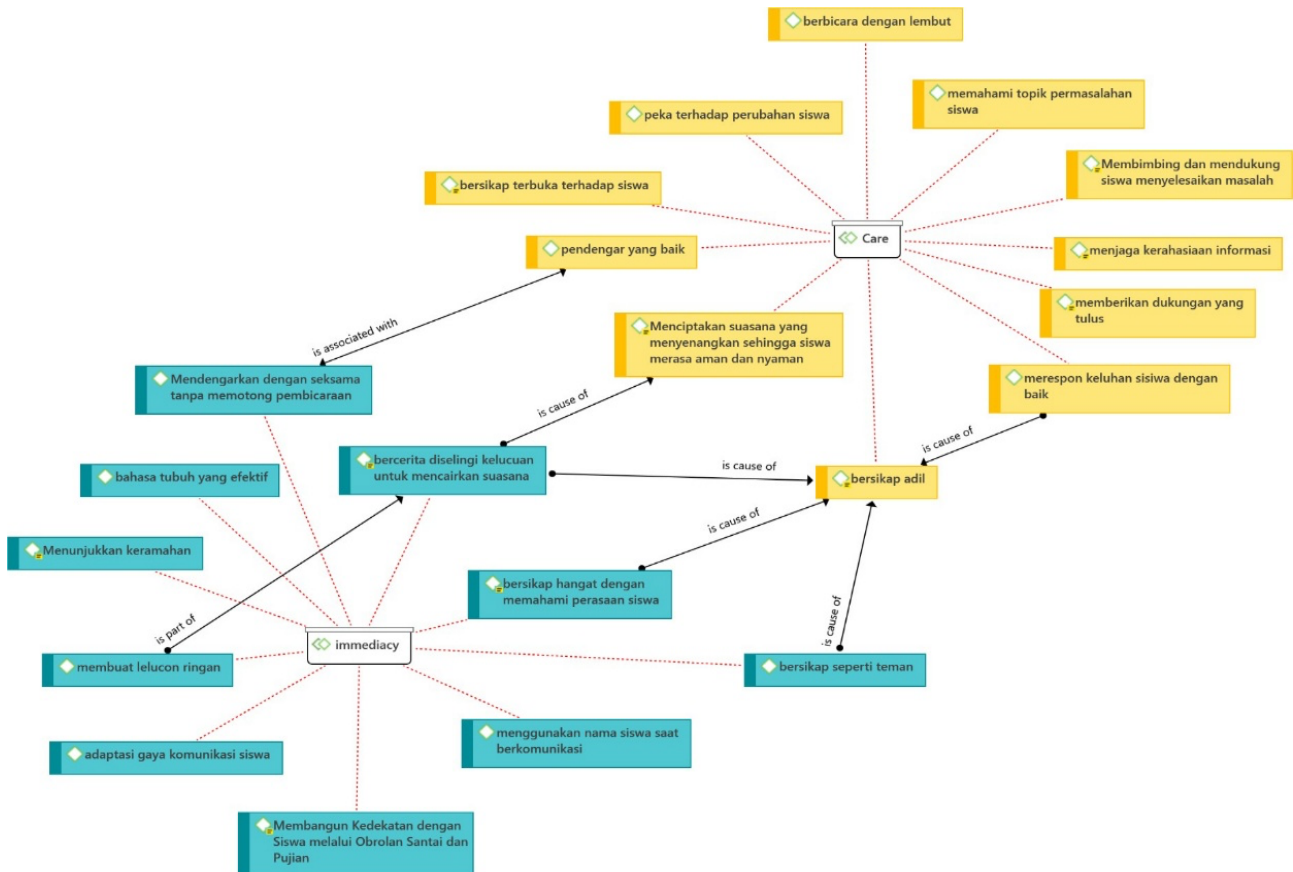 berbicara dengan lembut
memahami topik permasalahan
siswa
peka terhadap perubahan siswa
Membimbing dan mendukung
siswa menyelesaikan masalah
bersikap terbuka terhadap siswa
Care
pendengar yang baik
menjaga kerahasiaan informasi
memberikan dukungan yang
tulus
Menciptakan suasana yang
menyenangkan sehingga siswa
merasa aman dan nyaman
is associated with
Mendengarkan dengan seksama
tanpa memotong pembicaraan
merespon keluhan sisiwa dengan
baik
is cause of
is cause of
bercerita diselingi kelucuan
untuk mencairkan suasana
is cause of
bahasa tubuh yang efektif
bersikap adil
is cause of
Menunjukkan keramahan
bersikap hangat dengan
memahami perasaan siswa
is cause of
is part of
immediacy
membuat lelucon ringan
bersikap seperti teman
menggunakan nama siswa saat
berkomunikasi
adaptasi gaya komunikasi siswa
Membangun Kedekatan dengan
Siswa melalui Obrolan Santai dan
Pujian